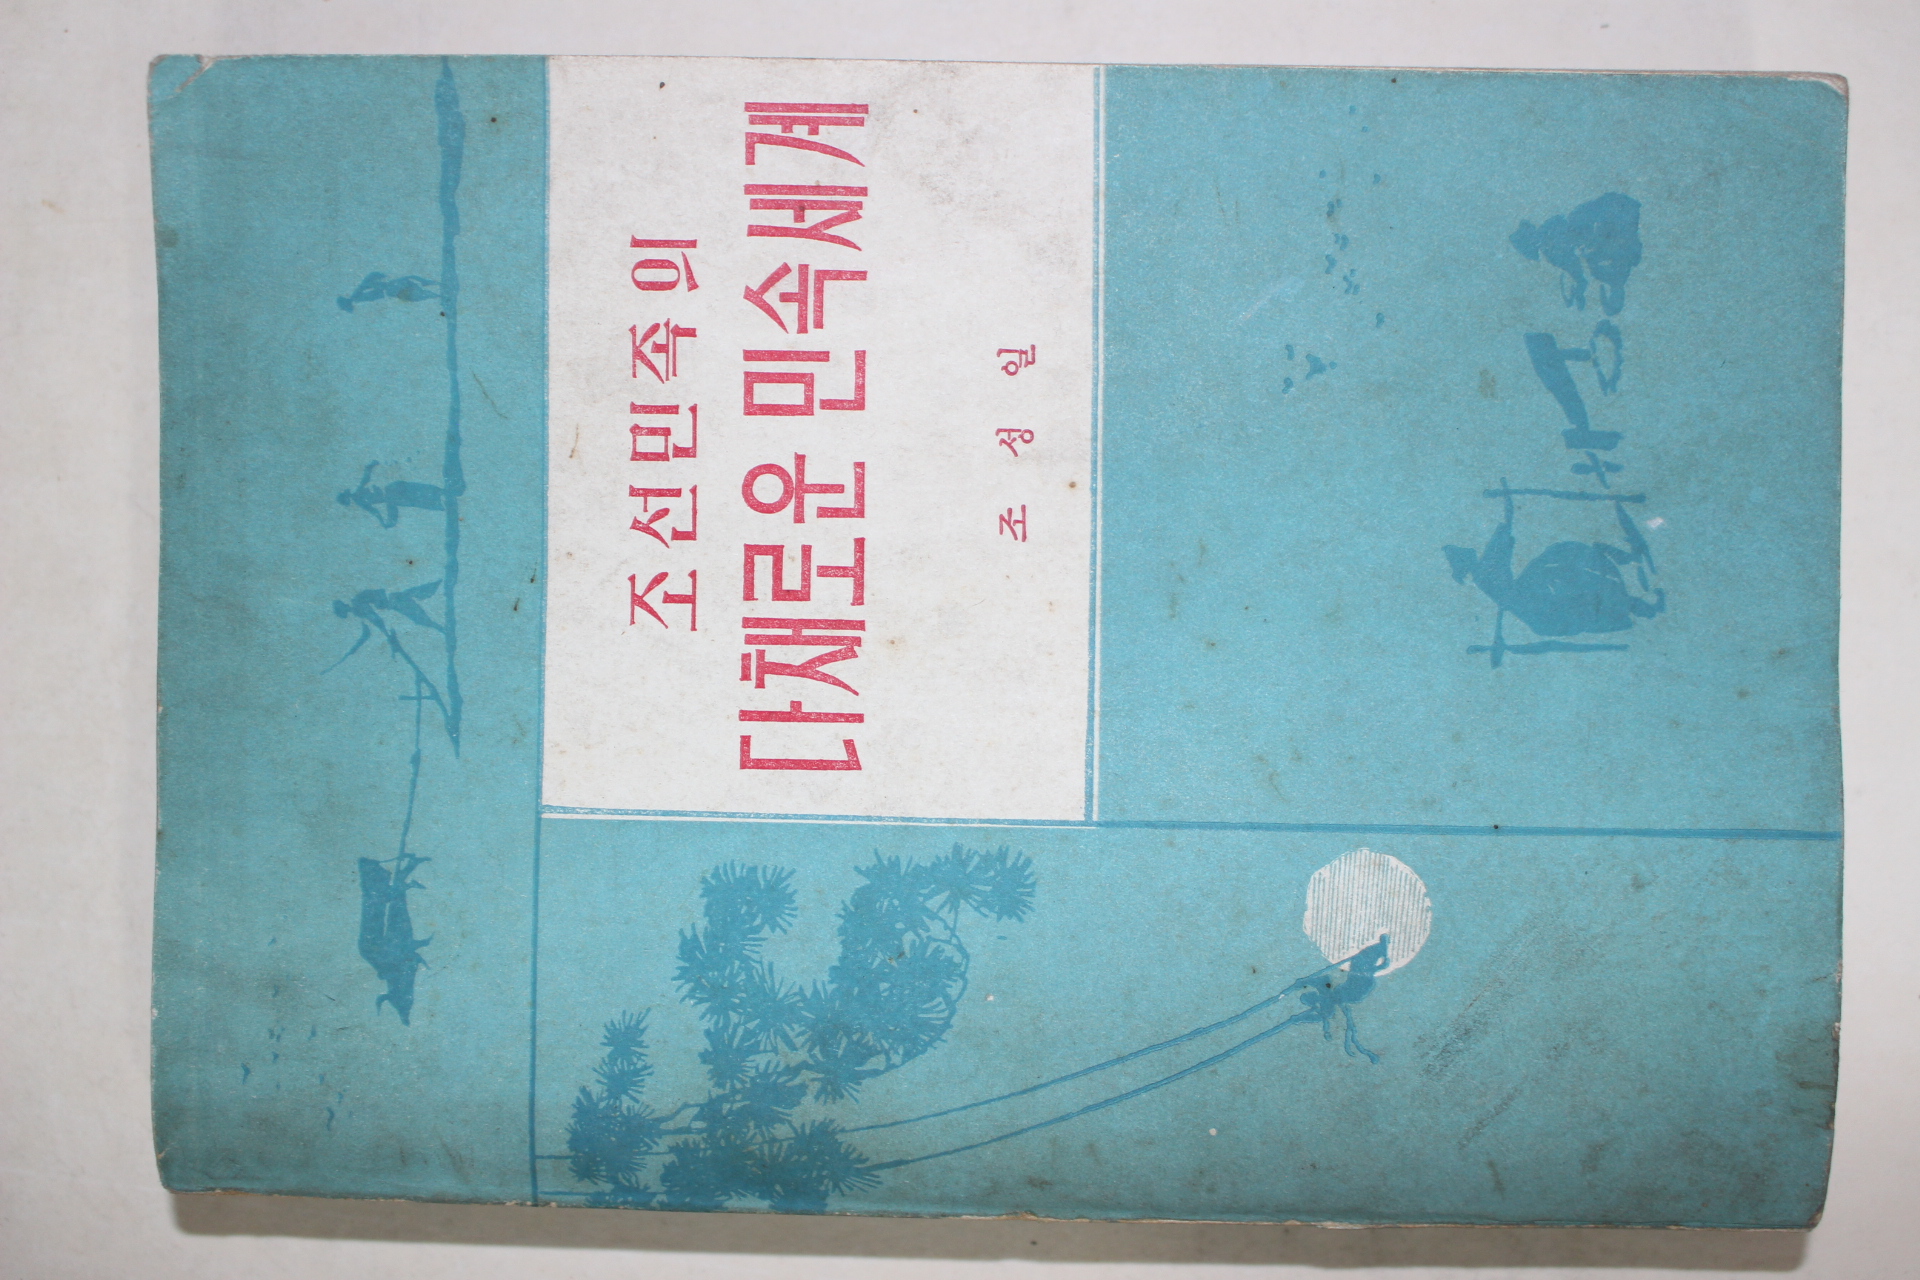 조선민족의
다채로운 민속세계
조성일